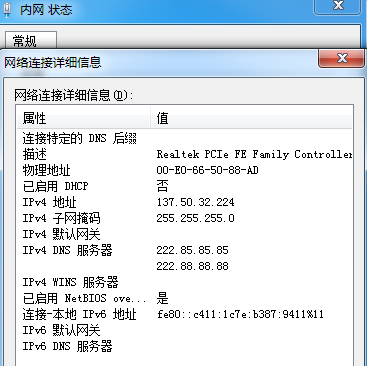 内网 状态
常规
网络连接详细信息
网络连接详细信息(D):
属性 值
连接特定的 DNS 后缀
描述 Realtek PCIe FE Family Controller
物理地址 00-E0-66-50-88-AD
已启用 DHCP 否
IPv4 地址 137.50.32.224
IPv4 子网掩码 255.255.255.0
IPv4 默认网关
IPv4 DNS 服务器 222.85.85.85
222.88.88.88
IPv4 WINS 服务器
已启用 NetBIOS ove... 是
连接-本地 IPv6 地址 fe80::c411:1c7e:b387:9411%11
IPv6 默认网关
IPv6 DNS 服务器